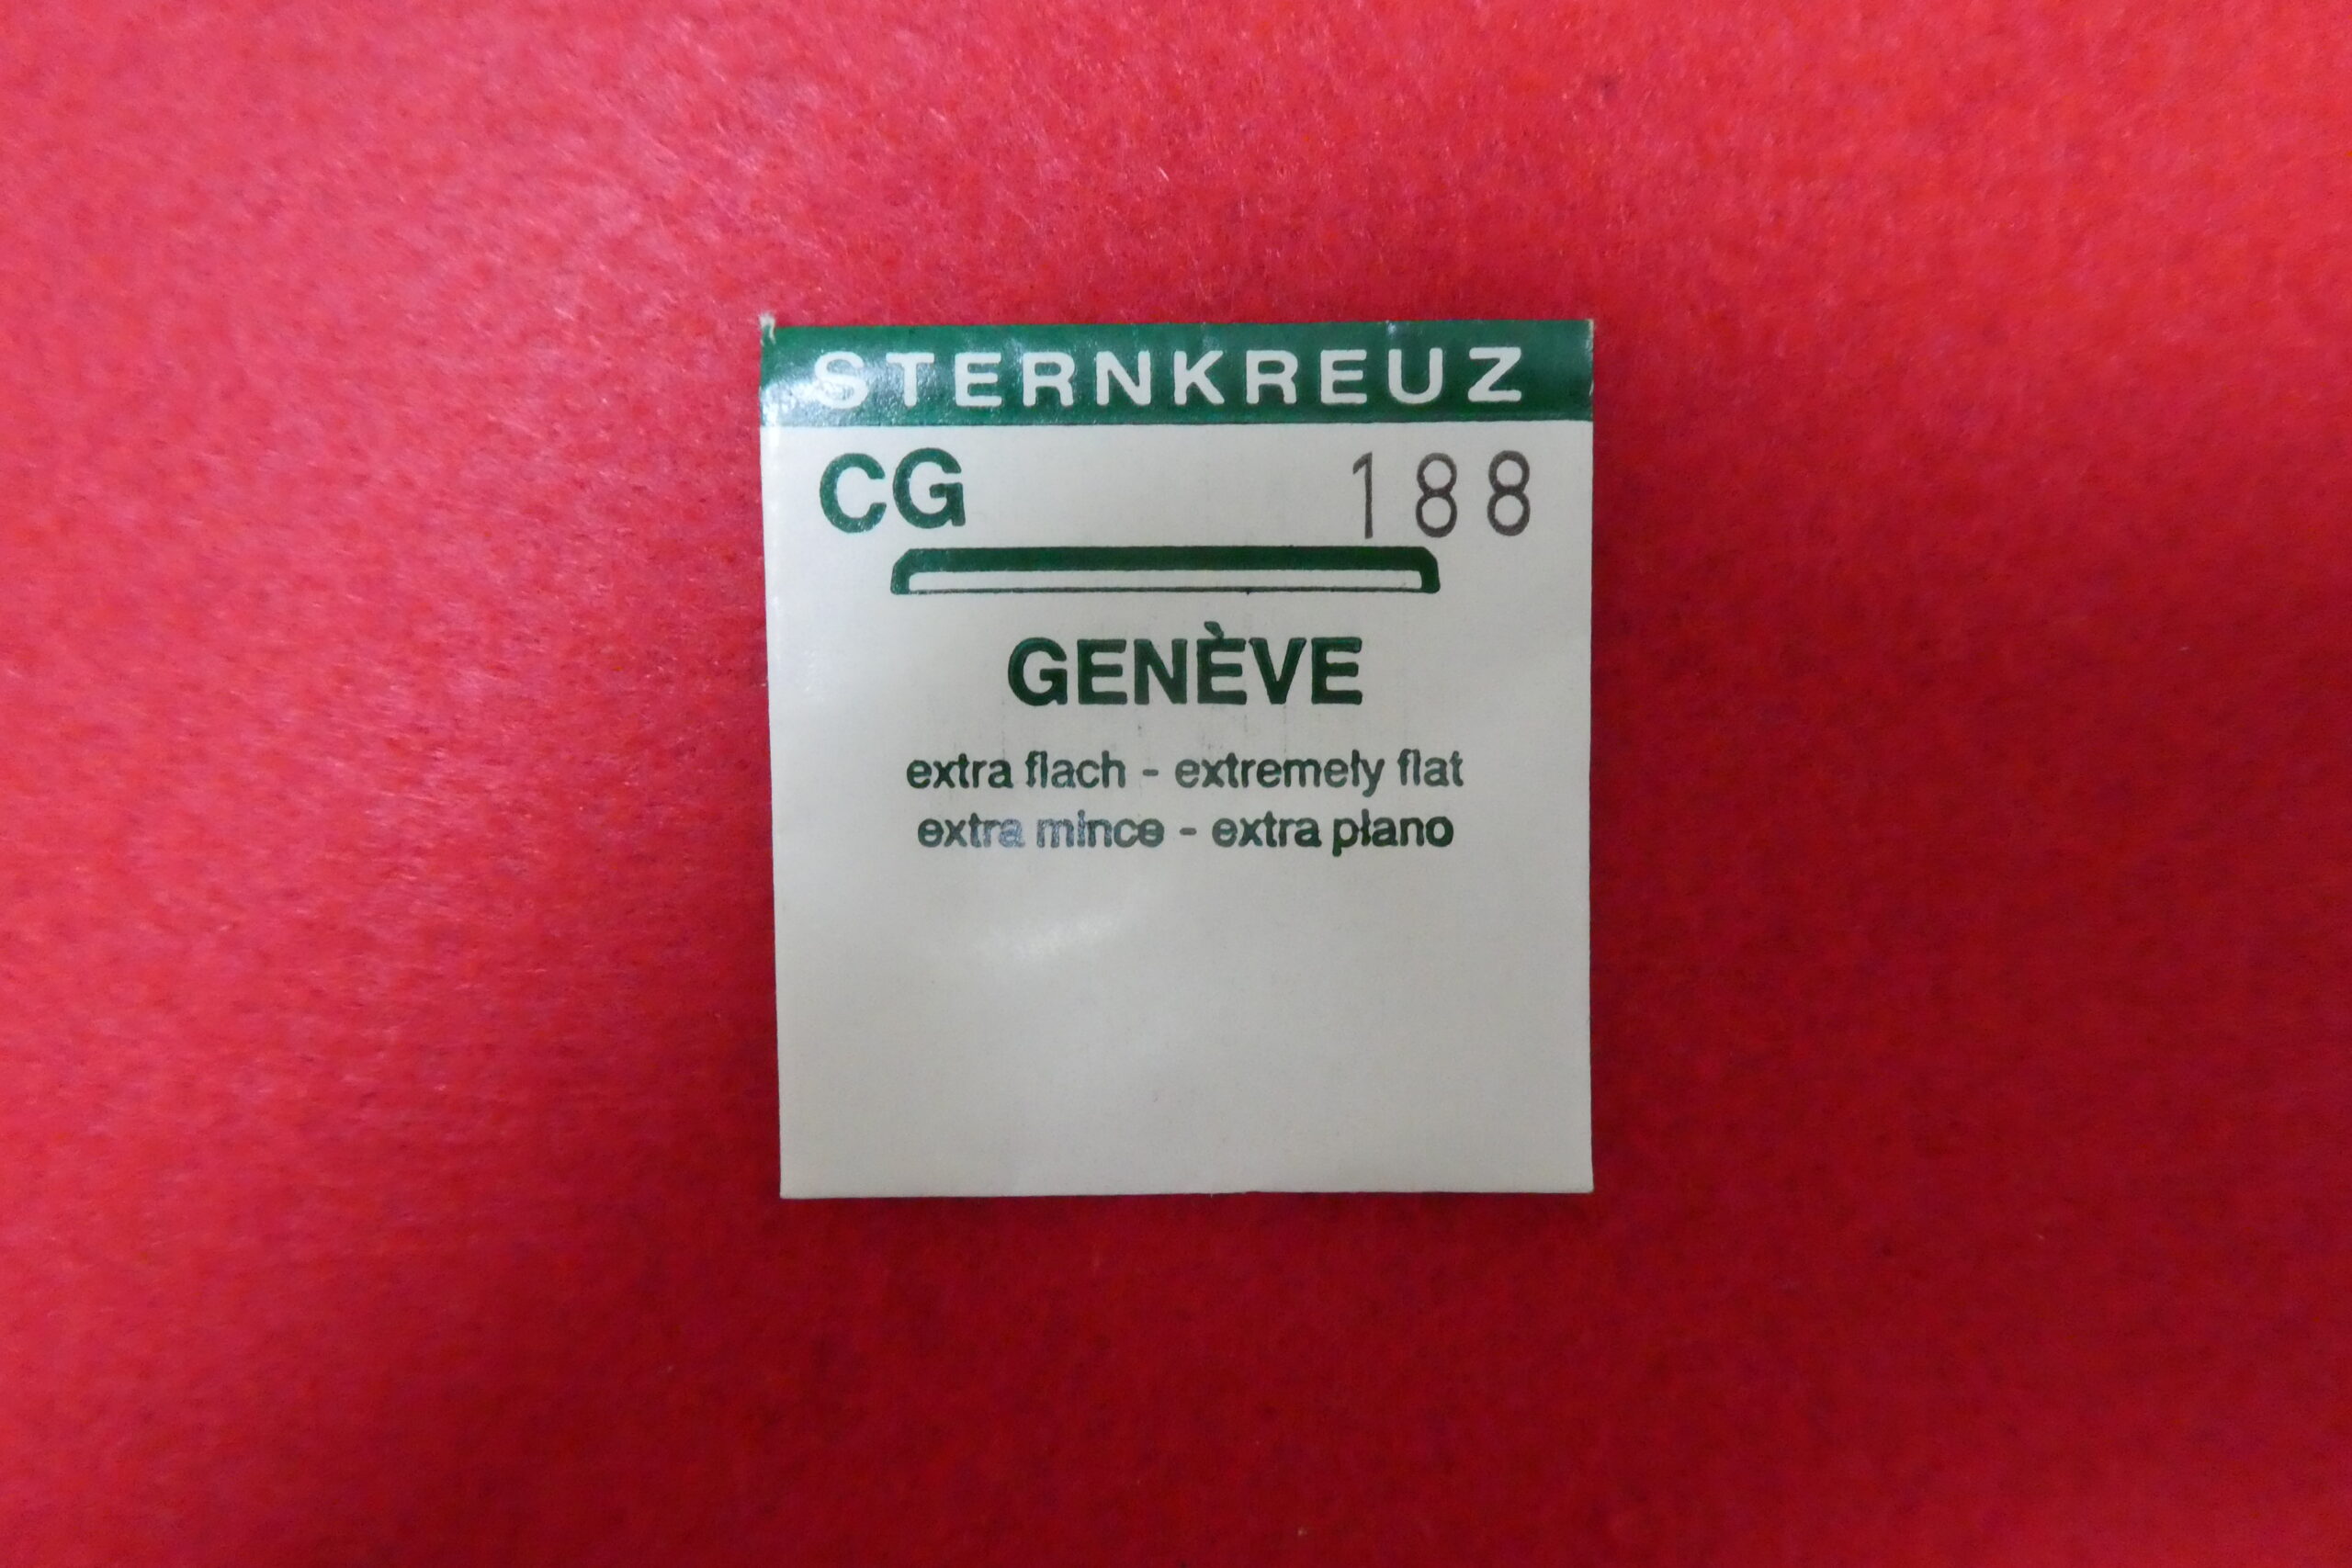 STERNKREUZ
CG 188
GENÈVE
extra flach - extremely flat
extra mince - extra plano